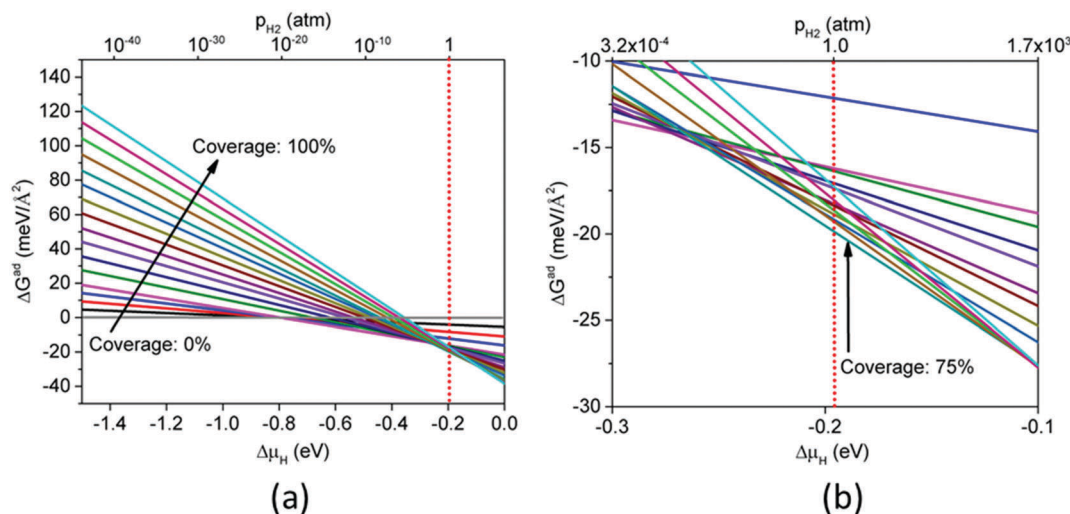 p_H2 (atm)
10^-40 10^-30 10^-20 10^-10 1
140
120
100
80
60
40
20
0
-20
-40
ΔG^ad (meV/Å²)
Coverage: 100%
Coverage: 0%
-1.4 -1.2 -1.0 -0.8 -0.6 -0.4 -0.2 0.0
Δμ_H (eV)
(a)
p_H2 (atm)
3.2x10^-4 1.0 1.7x10^3
-10
-15
-20
-25
-30
ΔG^ad (meV/Å²)
Coverage: 75%
-0.3 -0.2 -0.1
Δμ_H (eV)
(b)